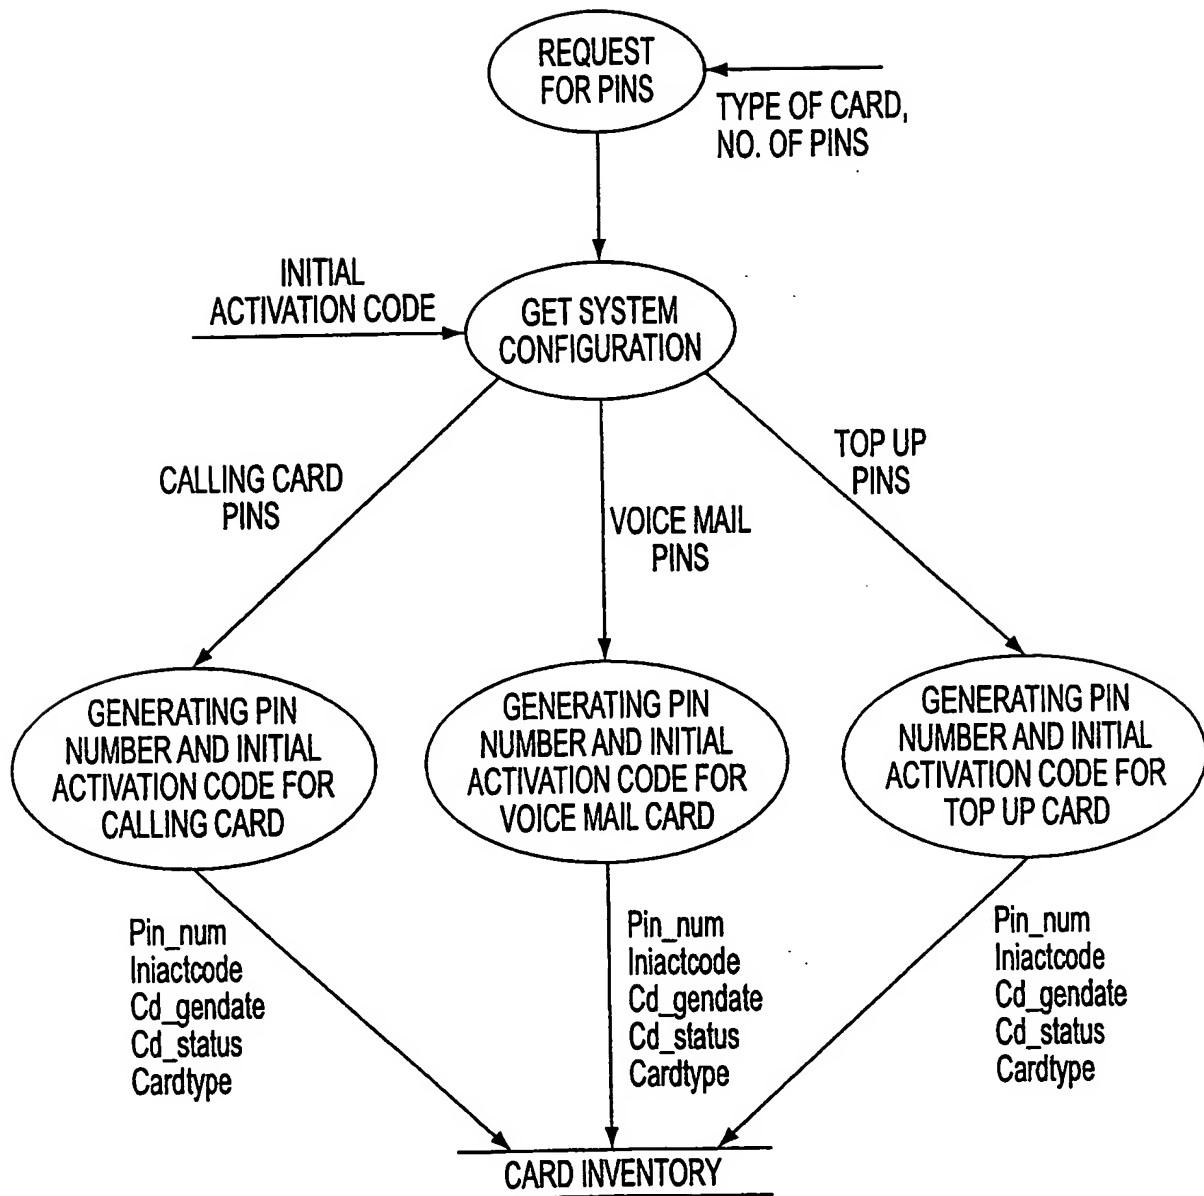 REQUEST
FOR PINS
TYPE OF CARD,
NO. OF PINS
INITIAL
ACTIVATION CODE
GET SYSTEM
CONFIGURATION
CALLING CARD
PINS
VOICE MAIL
PINS
TOP UP
PINS
GENERATING PIN
NUMBER AND INITIAL
ACTIVATION CODE FOR
CALLING CARD
GENERATING PIN
NUMBER AND INITIAL
ACTIVATION CODE FOR
VOICE MAIL CARD
GENERATING PIN
NUMBER AND INITIAL
ACTIVATION CODE FOR
TOP UP CARD
Pin_num
Iniactcode
Cd_gendate
Cd_status
Cardtype
Pin_num
Iniactcode
Cd_gendate
Cd_status
Cardtype
Pin_num
Iniactcode
Cd_gendate
Cd_status
Cardtype
CARD INVENTORY